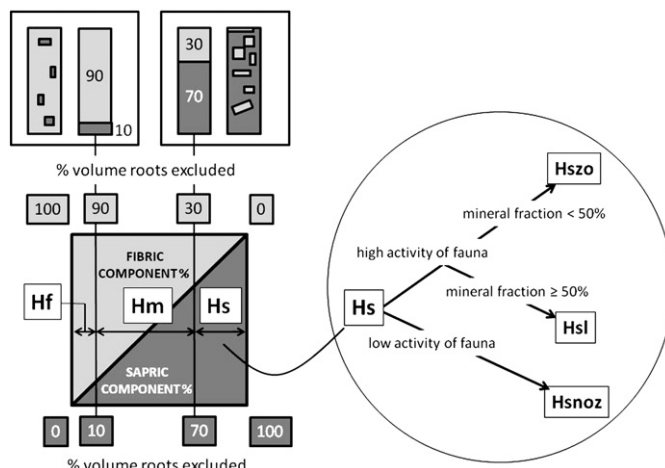 30
90
70
10
% volume roots excluded
100 90 30 0
FIBRIC
COMPONENT%
Hf Hm Hs
SAPRIC
COMPONENT%
0 10 70 100
% volume roots excluded
Hszo
mineral fraction < 50%
high activity of fauna
Hs
mineral fraction ≥ 50%
Hsl
low activity of fauna
Hsnoz